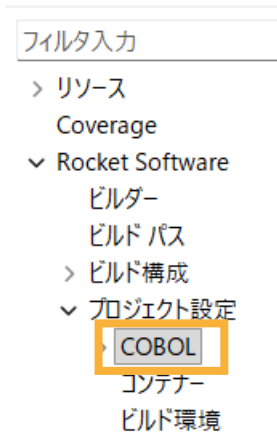 フィルタ入力
リソース
Coverage
Rocket Software
ビルダー
ビルド パス
ビルド構成
プロジェクト設定
COBOL
コンテナー
ビルド環境